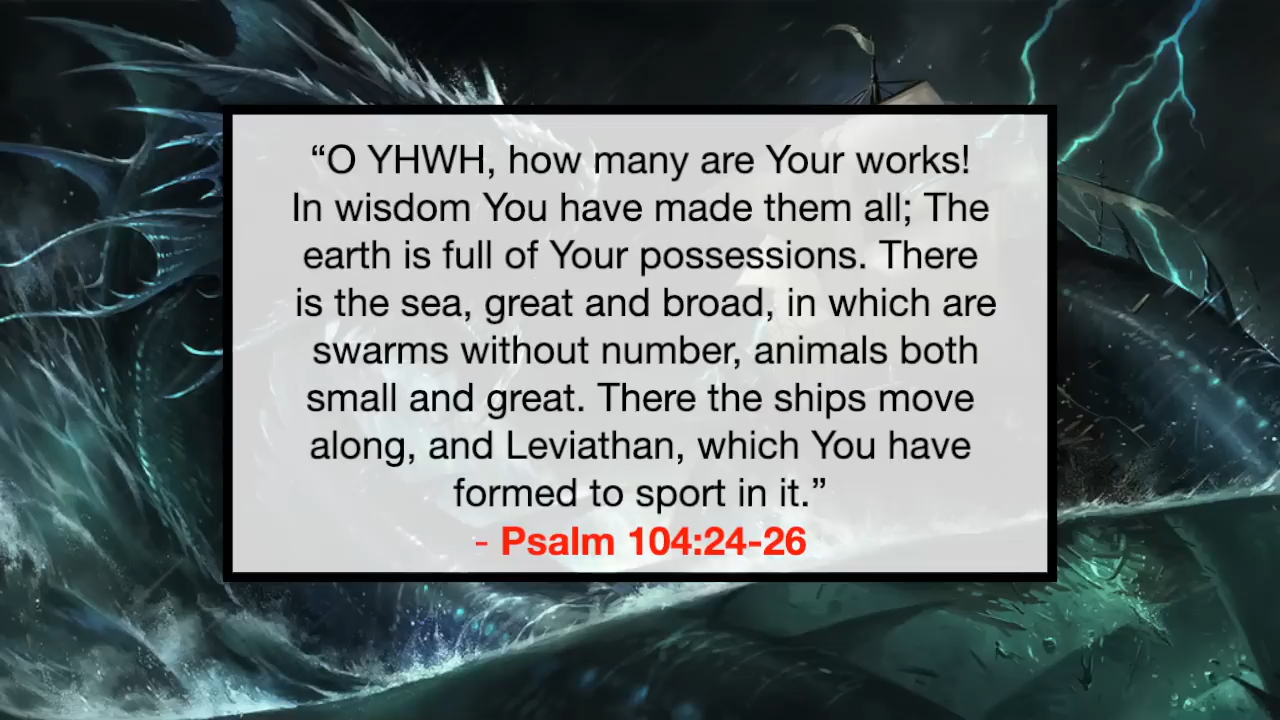 “O YHWH, how many are Your works!
In wisdom You have made them all; The
earth is full of Your possessions. There
is the sea, great and broad, in which are
swarms without number, animals both
small and great. There the ships move
along, and Leviathan, which You have
formed to sport in it.”
- Psalm 104:24-26